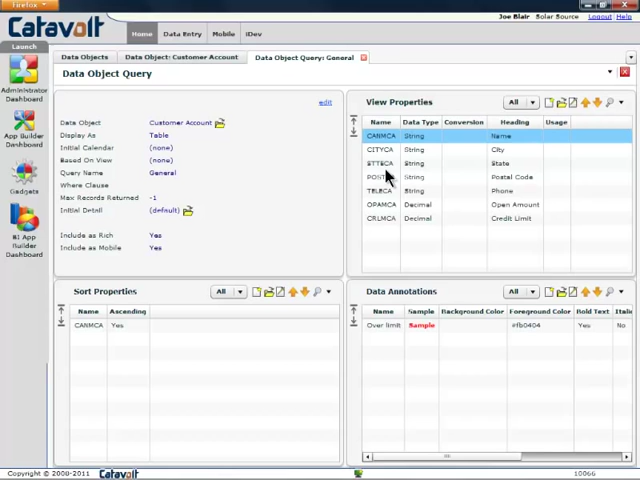 Firefox
Catavolt
Joe Blair Solar Source Logout Help
Home Data Entry Mobile iDev
Launch
Administrator Dashboard
App Builder Dashboard
Gadgets
BI App Builder Dashboard
Data Objects Data Object: Customer Account Data Object Query: General
Data Object Query
edit
Data Object Customer Account
Display As Table
Initial Calendar (none)
Based On View (none)
Query Name General
Where Clause
Max Records Returned -1
Initial Detail (default)
Include as Rich Yes
Include as Mobile Yes
View Properties All
Name Data Type Conversion Heading Usage
CANMCA String Name
CITYCA String City
STTECA String State
String Postal Code
TELECA String Phone
OPAMCA Decimal Open Amount
CRLMCA Decimal Credit Limit
Sort Properties All
Name Ascending
CANMCA Yes
Data Annotations All
Name Sample Background Color Foreground Color Bold Text Italic
Over limit Sample #fb0404 Yes No
Copyright © 2008-2011 Catavolt 10066